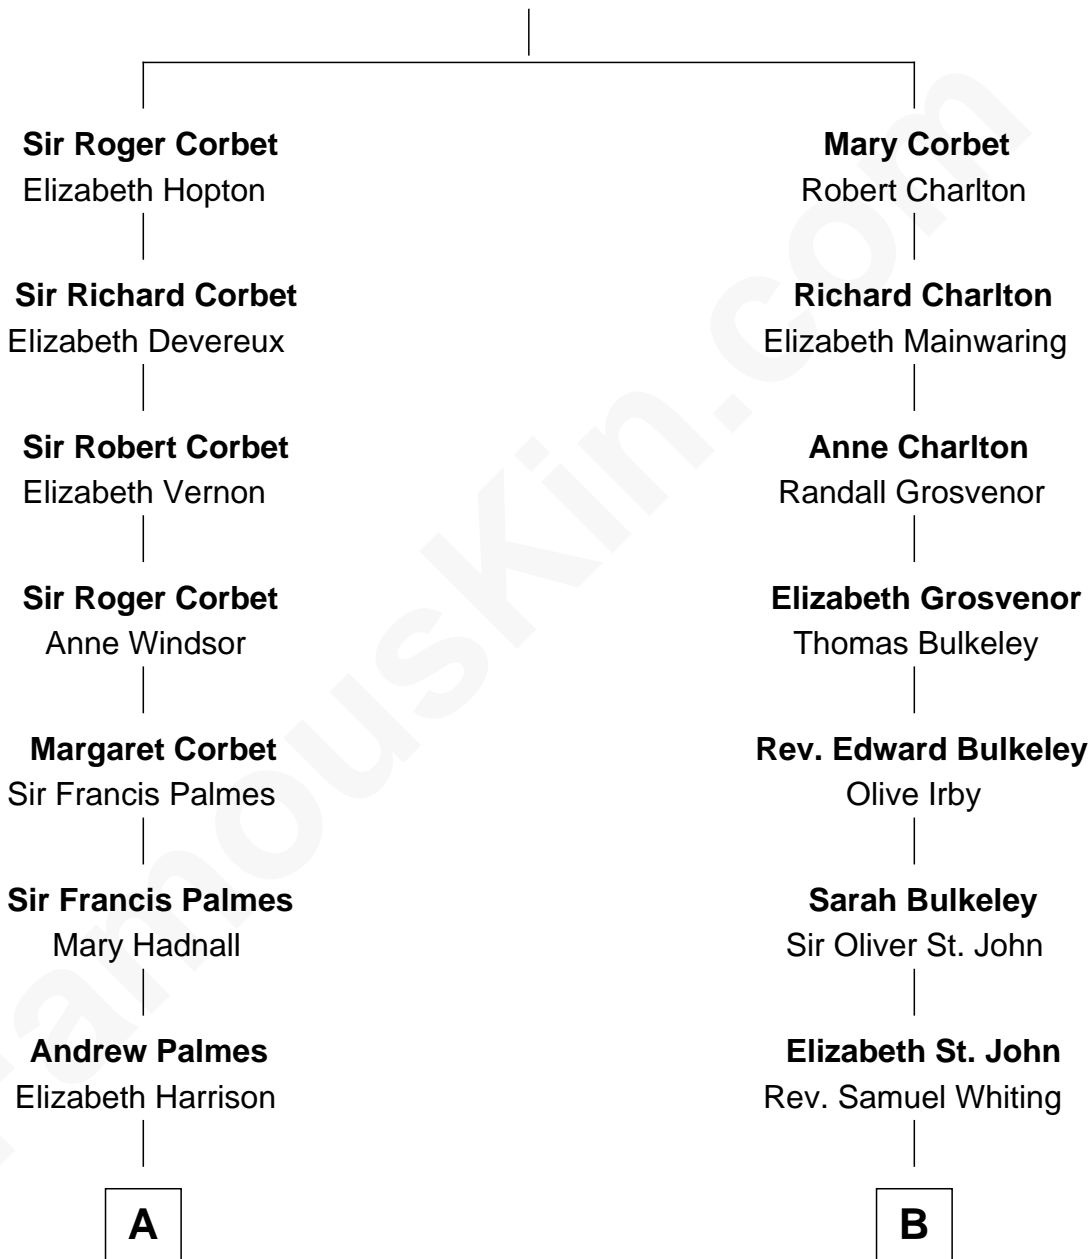 Sir Roger Corbet
Elizabeth Hopton
Mary Corbet
Robert Charlton
Sir Richard Corbet
Elizabeth Devereux
Richard Charlton
Elizabeth Mainwaring
Sir Robert Corbet
Elizabeth Vernon
Anne Charlton
Randall Grosvenor
Sir Roger Corbet
Anne Windsor
Elizabeth Grosvenor
Thomas Bulkeley
Margaret Corbet
Sir Francis Palmes
Rev. Edward Bulkeley
Olive Irby
Sir Francis Palmes
Mary Hadnall
Sarah Bulkeley
Sir Oliver St. John
Andrew Palmes
Elizabeth Harrison
Elizabeth St. John
Rev. Samuel Whiting
A
B
FamousKin.com